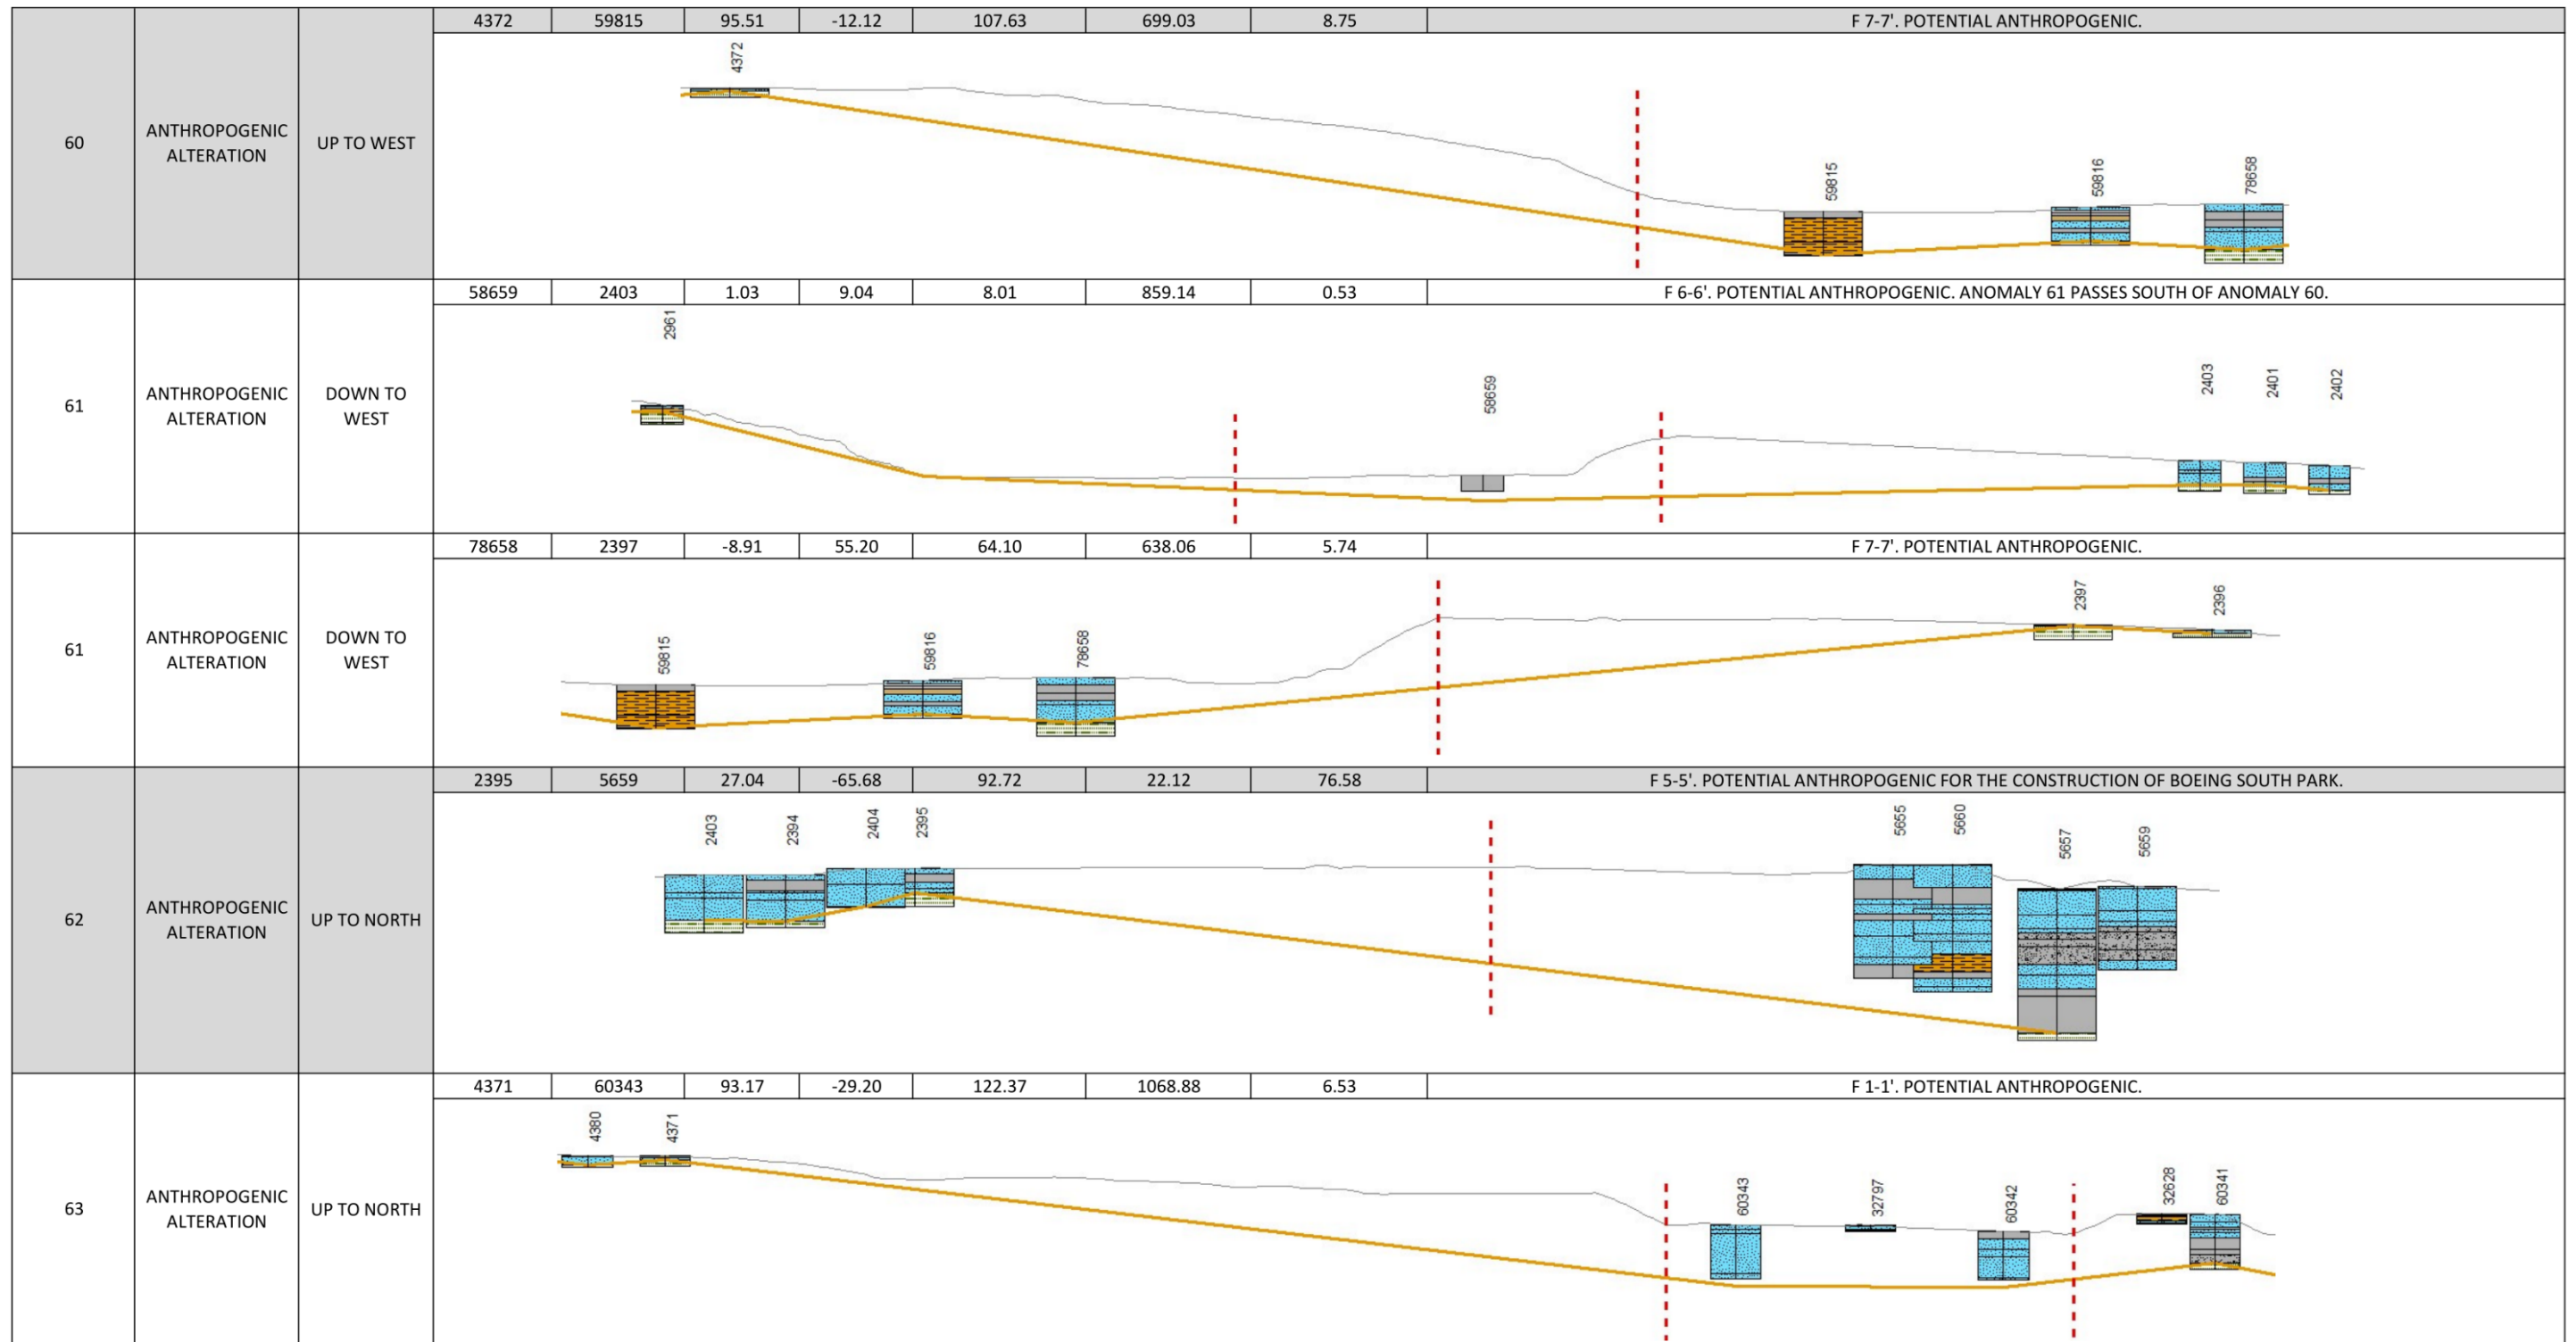 4372 59815 95.51 -12.12 107.63 699.03 8.75 F 7-7'. POTENTIAL ANTHROPOGENIC.
60
ANTHROPOGENIC
ALTERATION
UP TO WEST
4372
59815
59816
78658
58659 2403 1.03 9.04 8.01 859.14 0.53 F 6-6'. POTENTIAL ANTHROPOGENIC. ANOMALY 61 PASSES SOUTH OF ANOMALY 60.
61
ANTHROPOGENIC
ALTERATION
DOWN TO
WEST
2961
58659
2403
2401
2402
78658 2397 -8.91 55.20 64.10 638.06 5.74 F 7-7'. POTENTIAL ANTHROPOGENIC.
61
ANTHROPOGENIC
ALTERATION
DOWN TO
WEST
59815
59816
78658
2397
2396
2395 5659 27.04 -65.68 92.72 22.12 76.58 F 5-5'. POTENTIAL ANTHROPOGENIC FOR THE CONSTRUCTION OF BOEING SOUTH PARK.
62
ANTHROPOGENIC
ALTERATION
UP TO NORTH
2403
2394
2404
2395
5655
5660
5657
5659
4371 60343 93.17 -29.20 122.37 1068.88 6.53 F 1-1'. POTENTIAL ANTHROPOGENIC.
63
ANTHROPOGENIC
ALTERATION
UP TO NORTH
4380
4371
60343
32797
60342
32628
60341